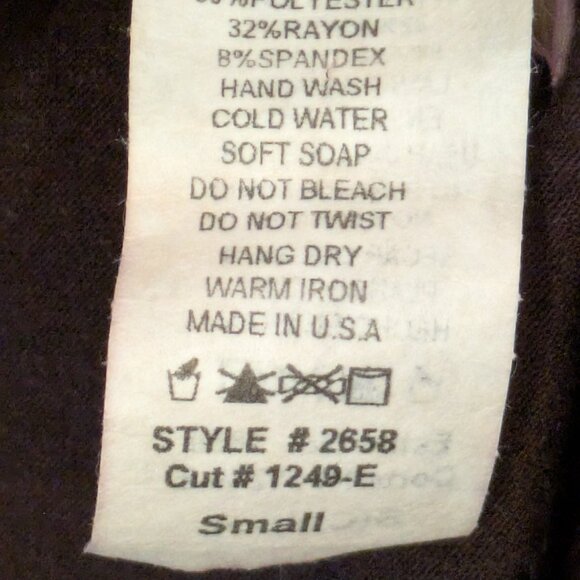 POLYESTER
32%RAYON
8%SPANDEX
HAND WASH
COLD WATER
SOFT SOAP
DO NOT BLEACH
DO NOT TWIST
HANG DRY
WARM IRON
MADE IN U.S.A
STYLE # 2658
Cut # 1249-E
Small